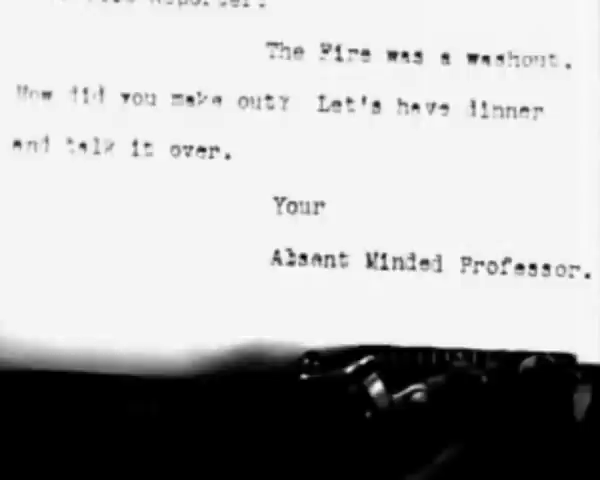 Reporter.
The Fire was a washout.
How did you make out? Let's have dinner
and talk it over.
Your
Absent Minded Professor.